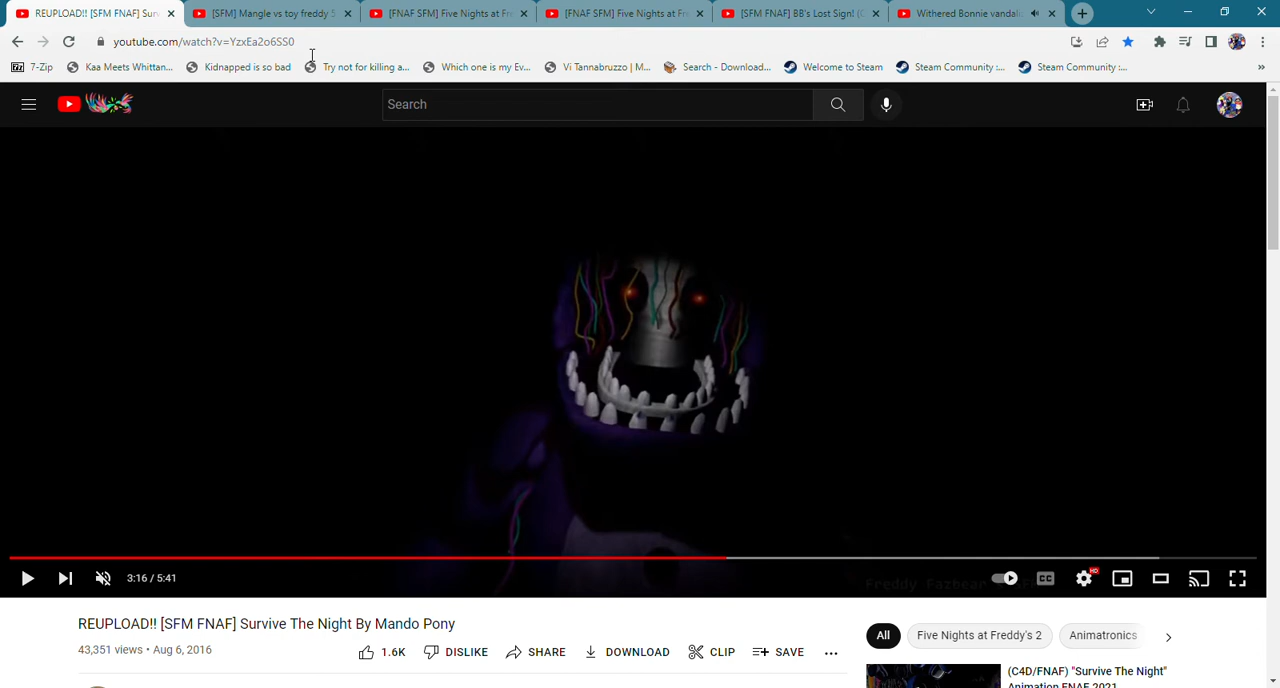 REUPLOAD!! [SFM FNAF] Sur
[SFM] Mangle vs toy freddy S
[FNAF SFM] Five Nights at Fr
[FNAF SFM] Five Nights at Fr
[SFM FNAF] BB's Lost Sign! (
Withered Bonnie vandali
youtube.com/watch?v=YzxEa2o6SS0
7-Zip
Kaa Meets Whittan...
Kidnapped is so bad
Try not for killing a...
Which one is my Ev...
Vi Tannabruzzo | M...
Search - Download...
Welcome to Steam
Steam Community :...
Steam Community :...
Search
Freddy Fazbear
3:16 / 5:41
CC
HD
REUPLOAD!! [SFM FNAF] Survive The Night By Mando Pony
43,351 views • Aug 6, 2016
1.6K
DISLIKE
SHARE
DOWNLOAD
CLIP
SAVE
All
Five Nights at Freddy's 2
Animatronics
(C4D/FNAF) "Survive The Night"
Animation FNAF 2021